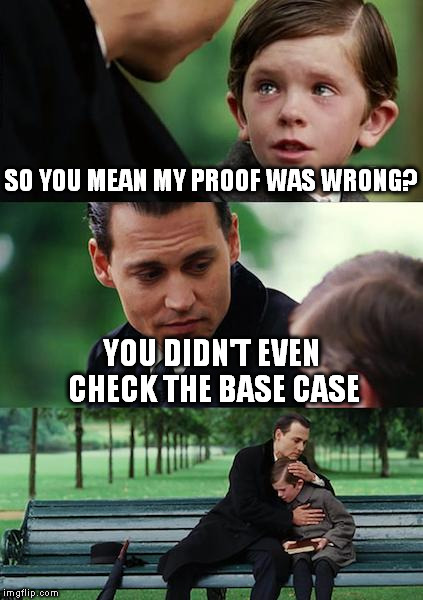 SO YOU MEAN MY PROOF WAS WRONG?
YOU DIDN'T EVEN
CHECK THE BASE CASE
imgflip.com